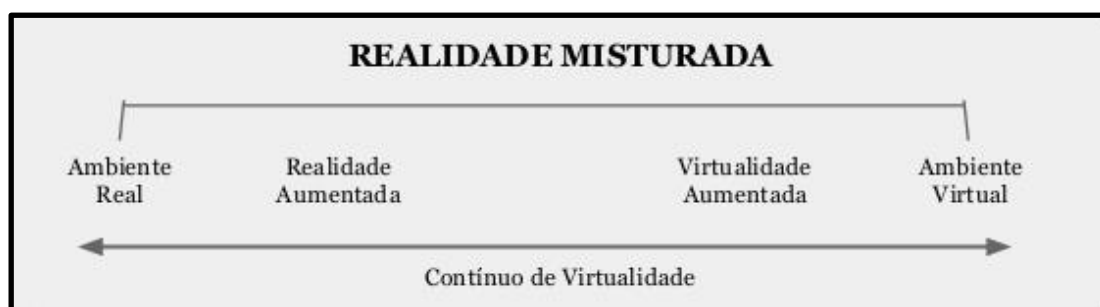 REALIDADE MISTURADA
Ambiente Real
Realidade Aumentada
Virtualidade Aumentada
Ambiente Virtual
Contínuo de Virtualidade